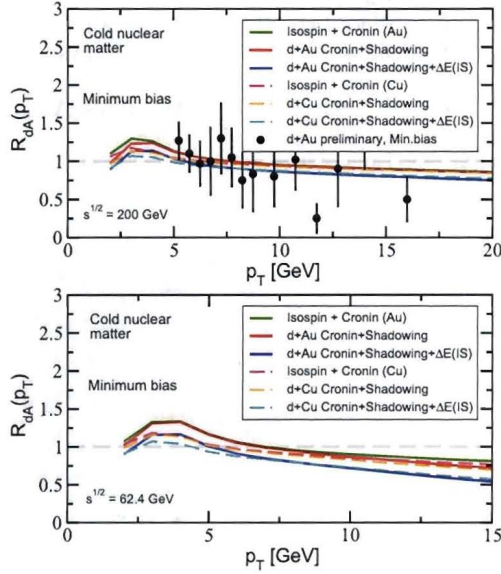 3
2.5
2
1.5
1
0.5
0
R_dA(p_T)
Cold nuclear
matter
Minimum bias
s^1/2 = 200 GeV
Isospin + Cronin (Au)
d+Au Cronin+Shadowing
d+Au Cronin+Shadowing+ΔE(IS)
Isospin + Cronin (Cu)
d+Cu Cronin+Shadowing
d+Cu Cronin+Shadowing+ΔE(IS)
d+Au preliminary, Min.bias
0 5 10 15 20
p_T [GeV]
3
2.5
2
1.5
1
0.5
0
R_dA(p_T)
Cold nuclear
matter
Minimum bias
s^1/2 = 62.4 GeV
Isospin + Cronin (Au)
d+Au Cronin+Shadowing
d+Au Cronin+Shadowing+ΔE(IS)
Isospin + Cronin (Cu)
d+Cu Cronin+Shadowing
d+Cu Cronin+Shadowing+ΔE(IS)
0 5 10 15
p_T [GeV]